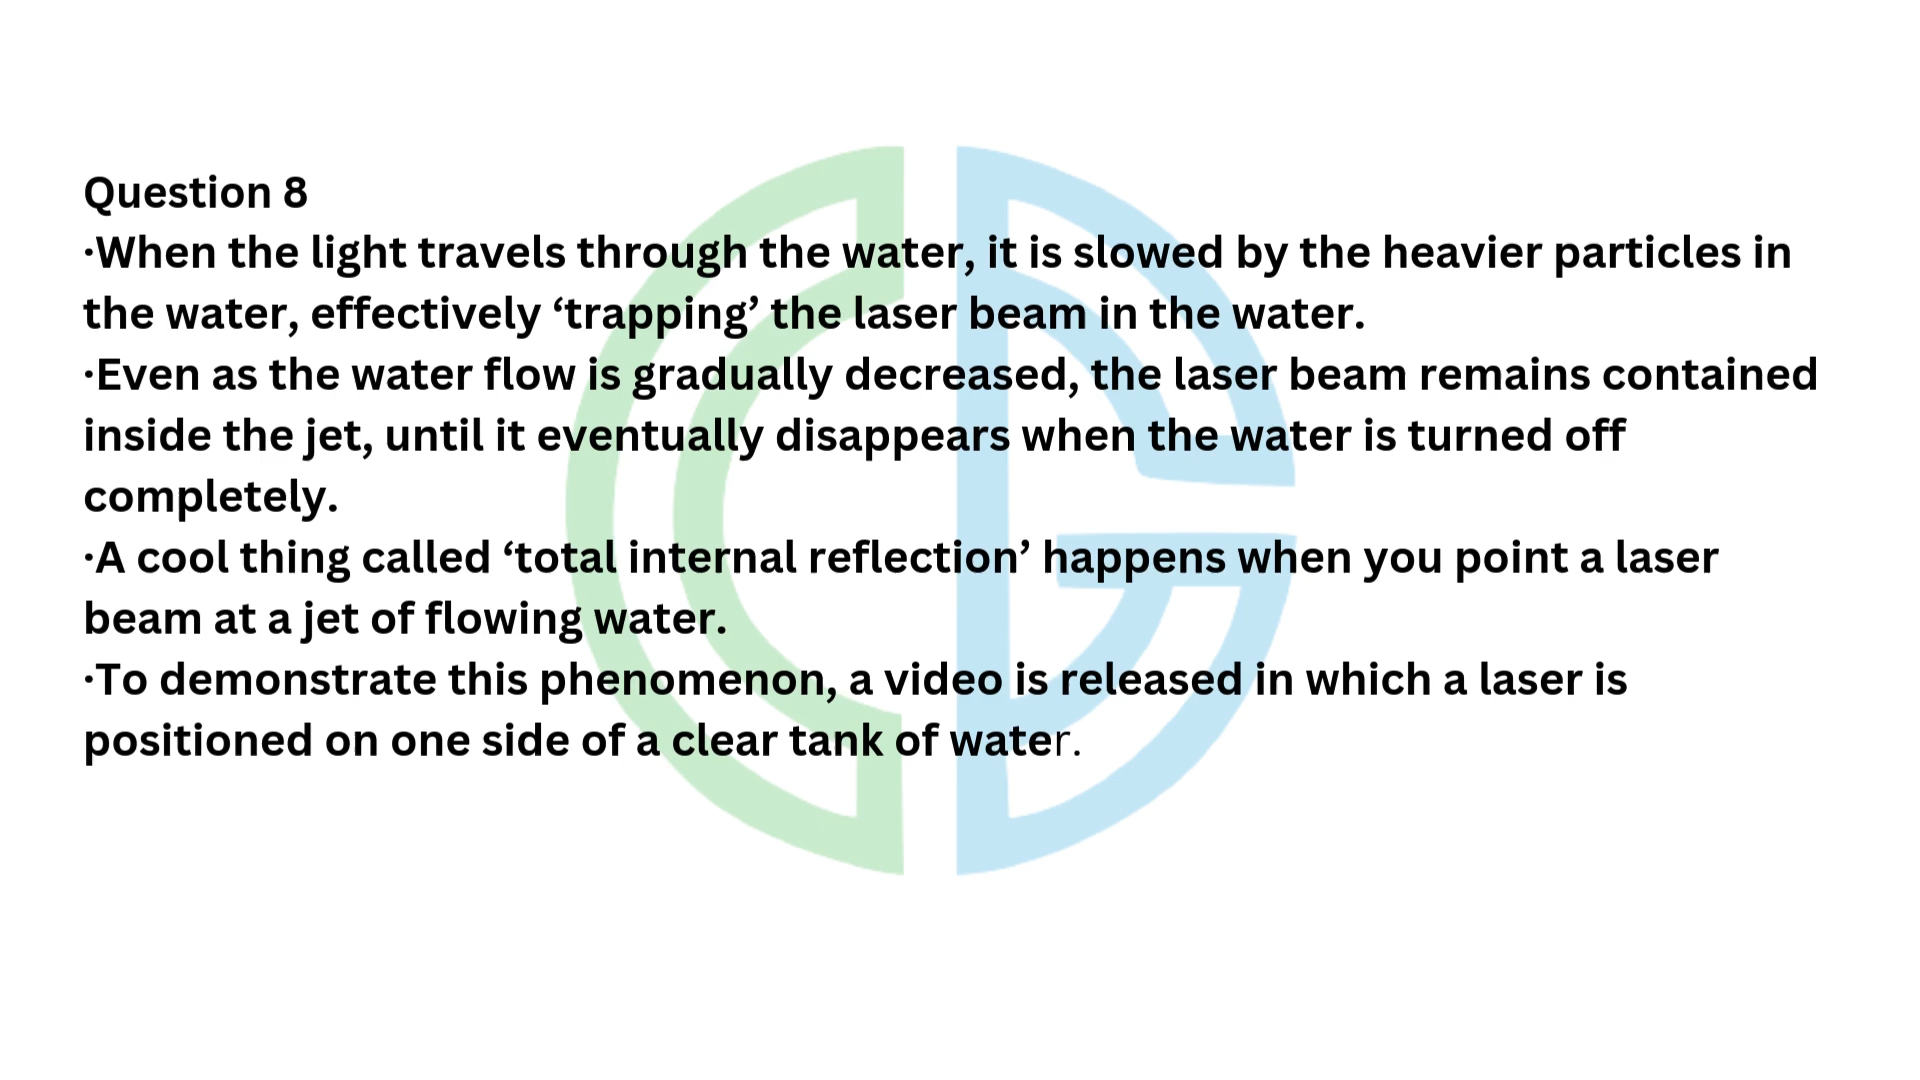 Question 8
·When the light travels through the water, it is slowed by the heavier particles in
the water, effectively ‘trapping’ the laser beam in the water.
·Even as the water flow is gradually decreased, the laser beam remains contained
inside the jet, until it eventually disappears when the water is turned off
completely.
·A cool thing called ‘total internal reflection’ happens when you point a laser
beam at a jet of flowing water.
·To demonstrate this phenomenon, a video is released in which a laser is
positioned on one side of a clear tank of water.